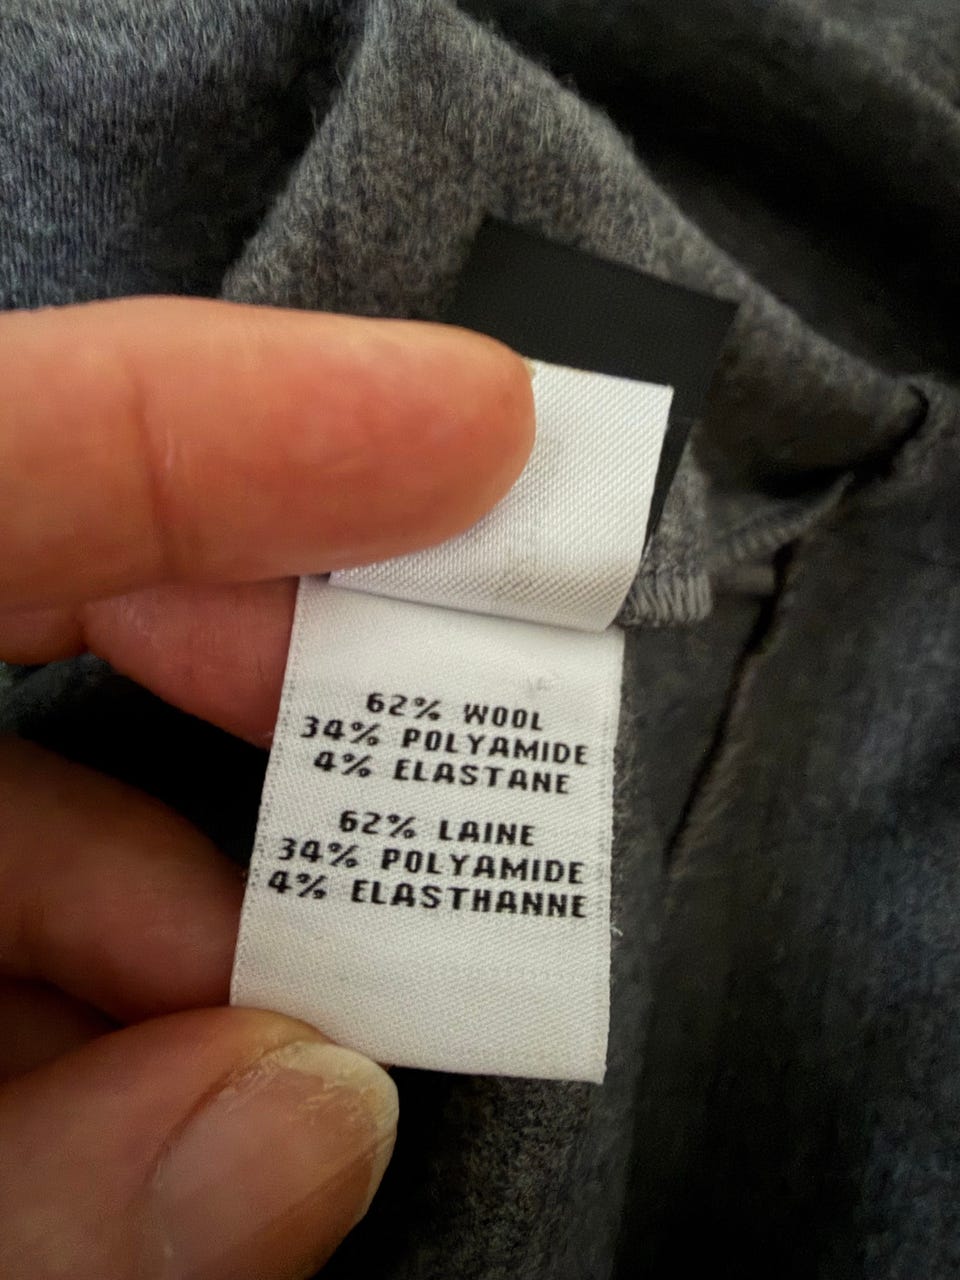 62% WOOL
34% POLYAMIDE
4% ELASTANE
62% LAINE
34% POLYAMIDE
4% ELASTHANNE